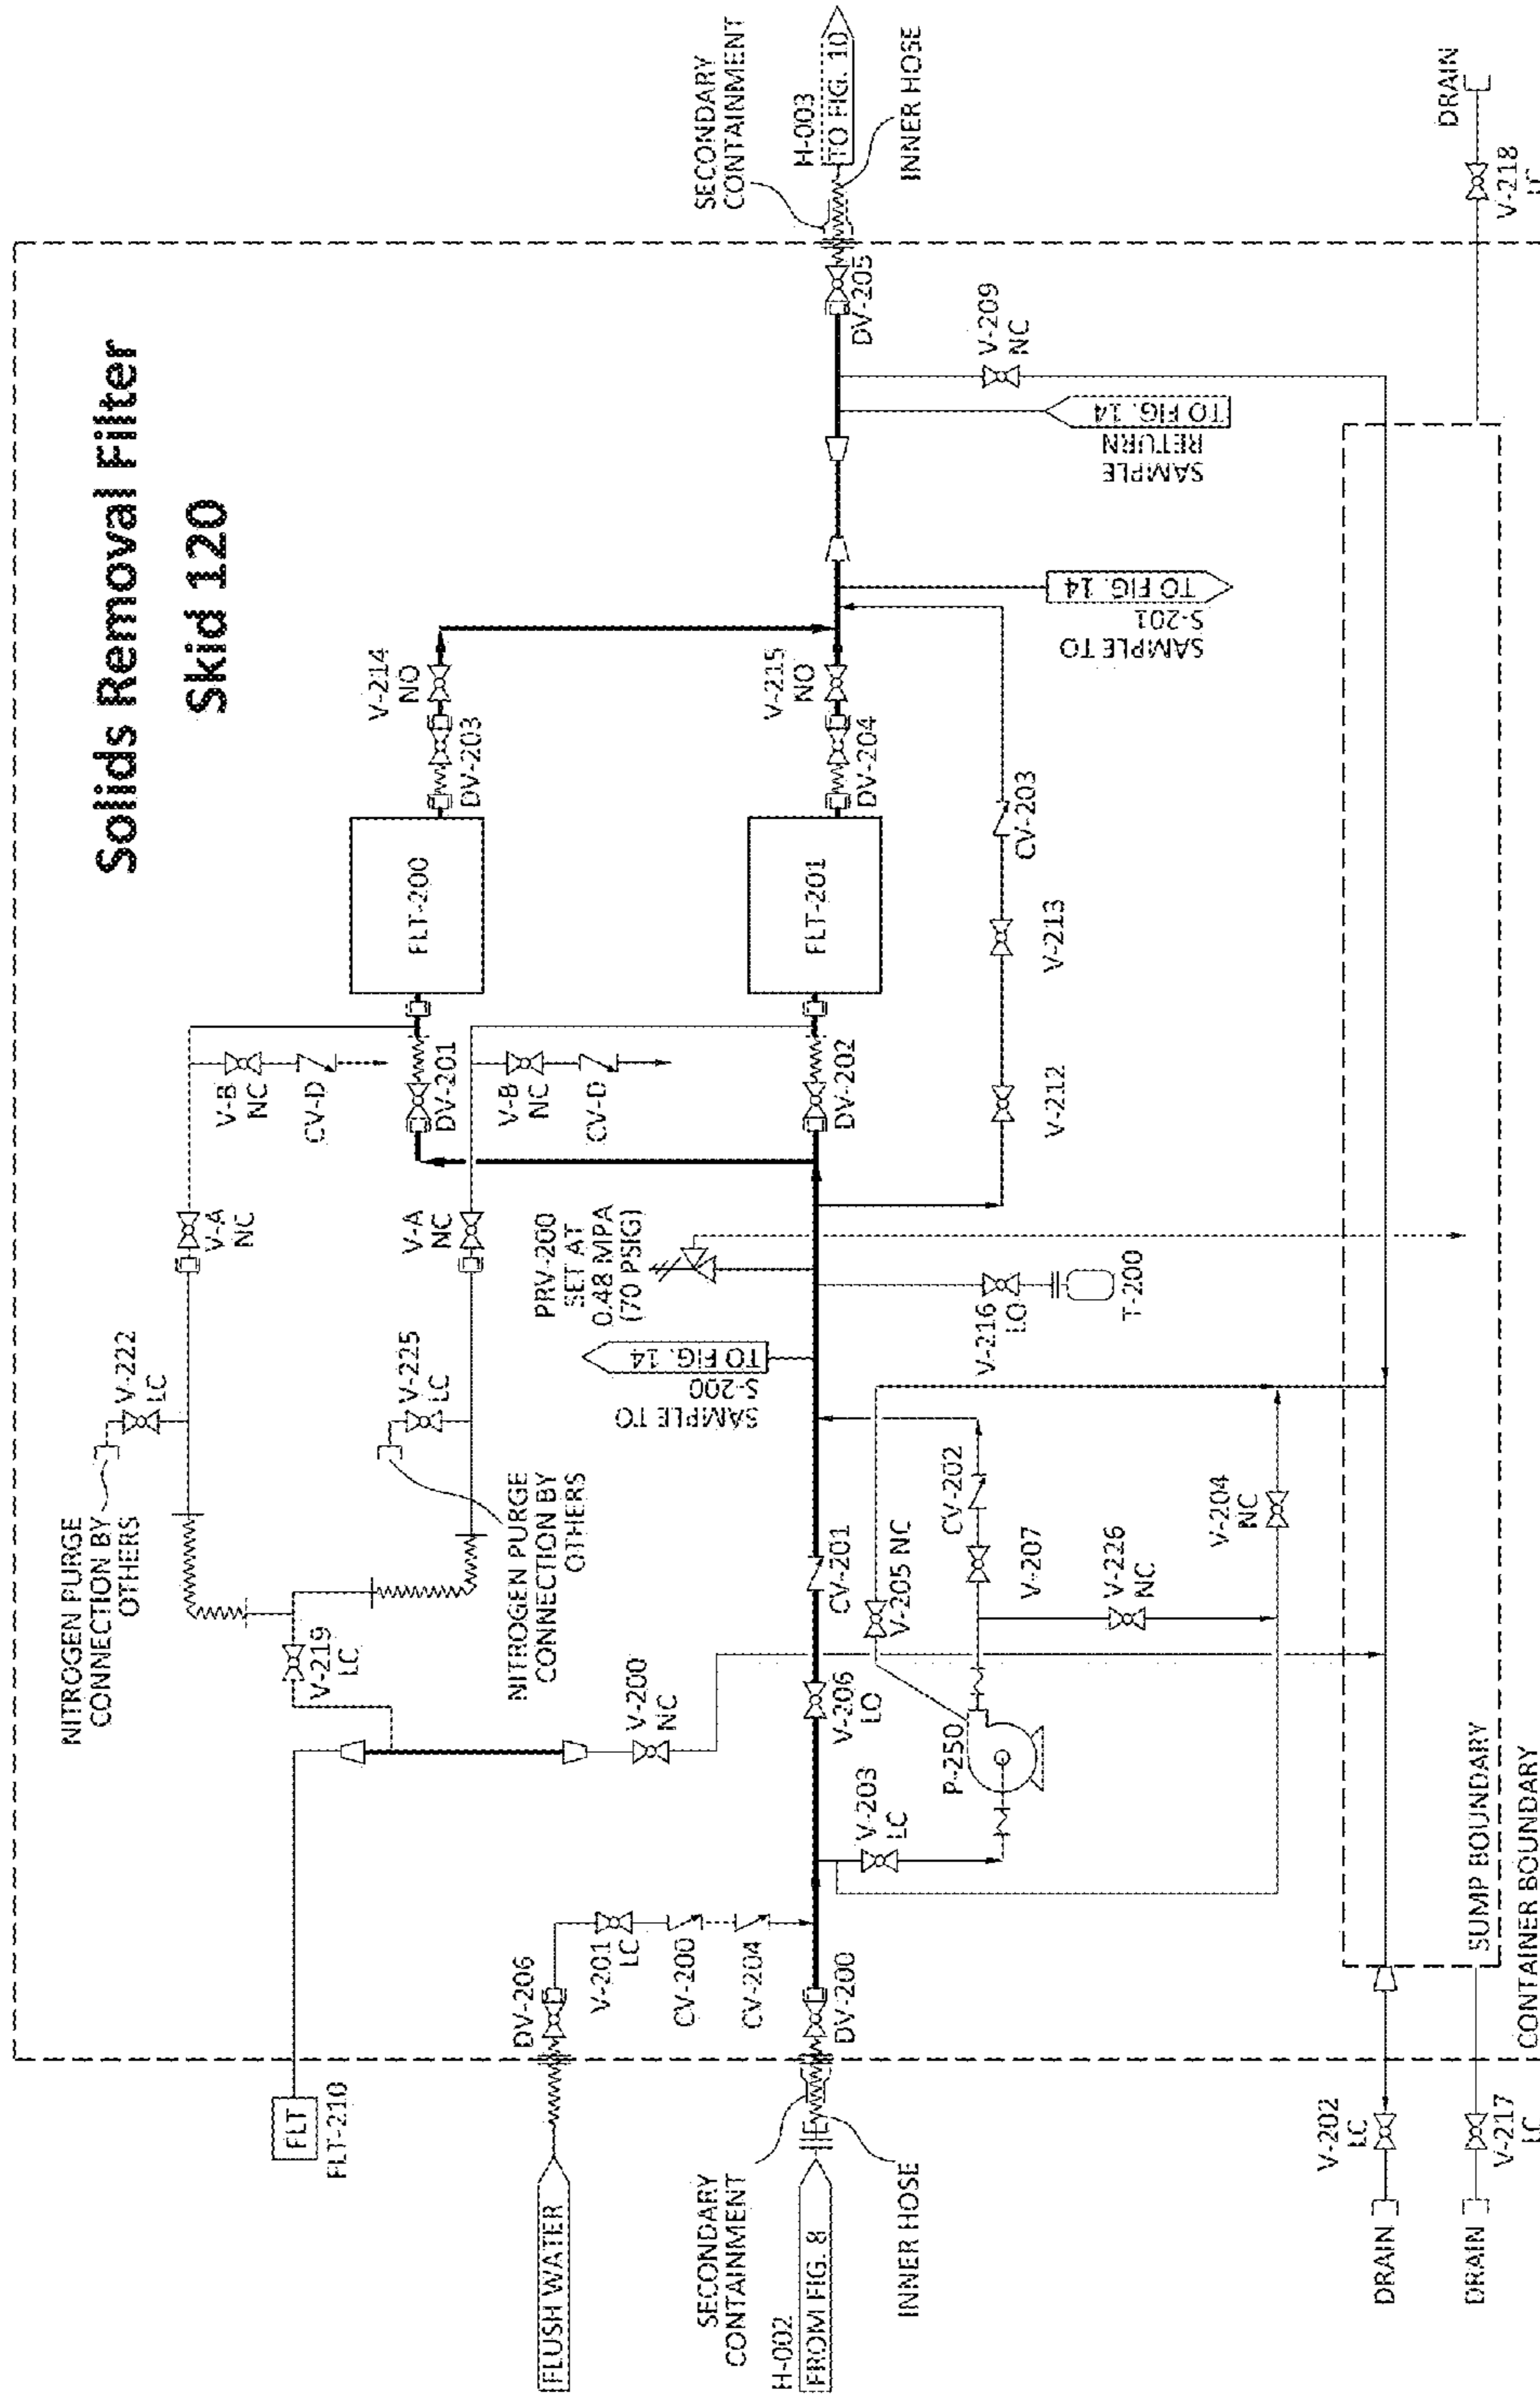 Solids Removal Filter
Skid 120
NITROGEN PURGE
CONNECTION BY
OTHERS
V-222
LC
V-A
NC
V-B
NC
CV-D
FLT-200
V-214
NO
DV-203
SECONDARY
CONTAINMENT
H-003
TO FIG. 10
INNER HOSE
FLT
FLT-210
V-219
LC
NITROGEN PURGE
CONNECTION BY
OTHERS
V-225
LC
V-A
NC
DV-201
V-B
NC
CV-D
FLUSH WATER
DV-206
V-201
LC
CV-200
CV-204
V-200
NC
SAMPLE TO
S-200
TO FIG. 14
PRV-200
SET AT
0.48 MPA
(70 PSIG)
DV-202
FLT-201
V-215
NO
DV-204
DV-205
SECONDARY
CONTAINMENT
H-002
FROM FIG. 8
INNER HOSE
DV-200
V-206
LO
CV-201
V-203
LC
P-250
V-205 NC
CV-202
V-207
V-226
NC
V-204
NC
V-216
LO
T-200
V-212
V-213
CV-203
SAMPLE TO
S-201
TO FIG. 14
SAMPLE
RETURN
TO FIG. 14
V-209
NC
DRAIN
V-202
LC
DRAIN
V-217
LC
SUMP BOUNDARY
CONTAINER BOUNDARY
DRAIN
V-218
LC